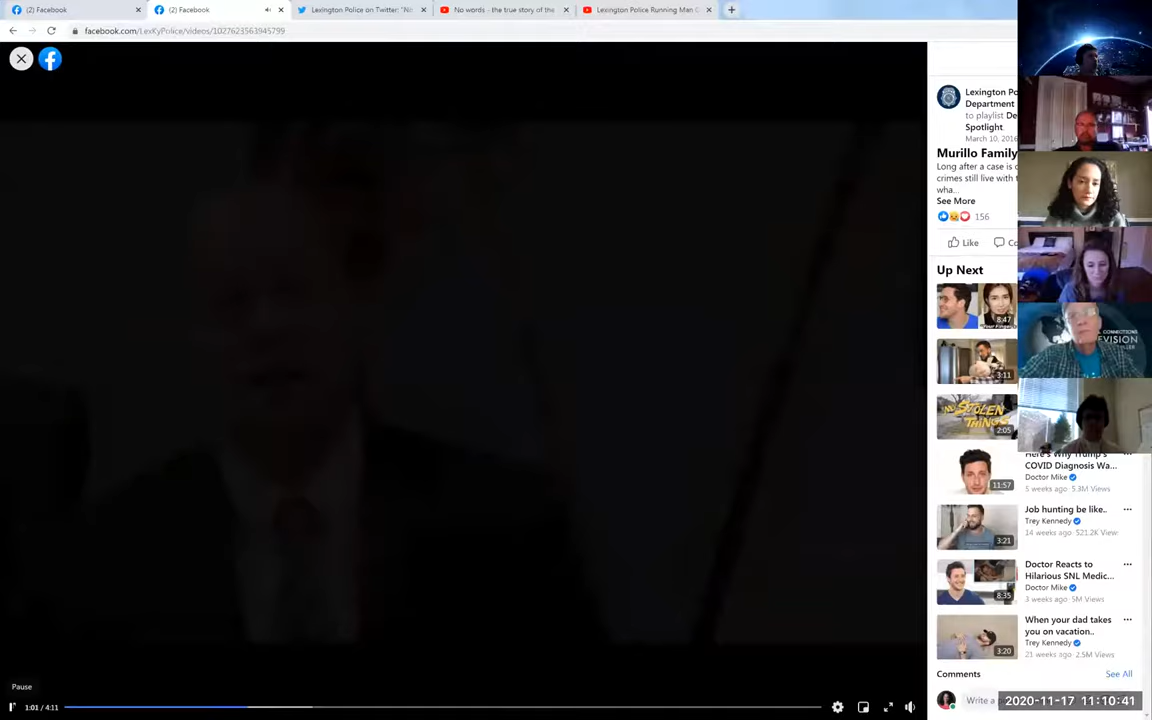 (2) Facebook
(2) Facebook
Lexington Police on Twitter: "Nis
No words - the true story of the
Lexington Police Running Man C
facebook.com/LexKyPolice/videos/1027623563945799
Lexington Po
Department
to playlist De
Spotlight.
March 10, 2016
Murillo Family
Long after a case is c
crimes still live with t
wha...
See More
156
Like
Co
Up Next
8:47
3:11
STOLEN
THINGS
2:05
CONNECTIONS
EVISION
Here's Why Trump's
COVID Diagnosis Wa...
Doctor Mike
5 weeks ago · 5.3M Views
11:57
Job hunting be like..
Trey Kennedy
14 weeks ago · 521.2K View
3:21
Doctor Reacts to
Hilarious SNL Medic...
Doctor Mike
3 weeks ago · 5M Views
8:35
When your dad takes
you on vacation..
Trey Kennedy
21 weeks ago · 2.5M Views
3:20
Comments
See All
Write a
2020-11-17 11:10:41
Pause
1:01 / 4:11